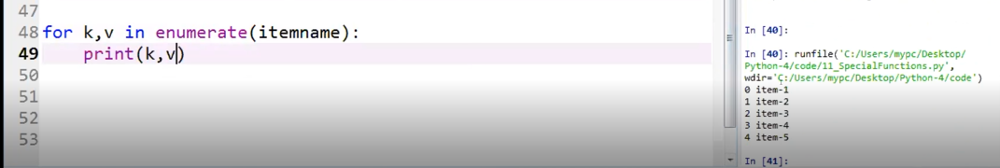 47
48 for k,v in enumerate(itemname):
49     print(k,v)
50
51
52
53
In [40]:
In [40]: runfile('C:/Users/mypc/Desktop/
Python-4/code/11_SpecialFunctions.py',
wdir='C:/Users/mypc/Desktop/Python-4/code')
0 item-1
1 item-2
2 item-3
3 item-4
4 item-5
In [41]: